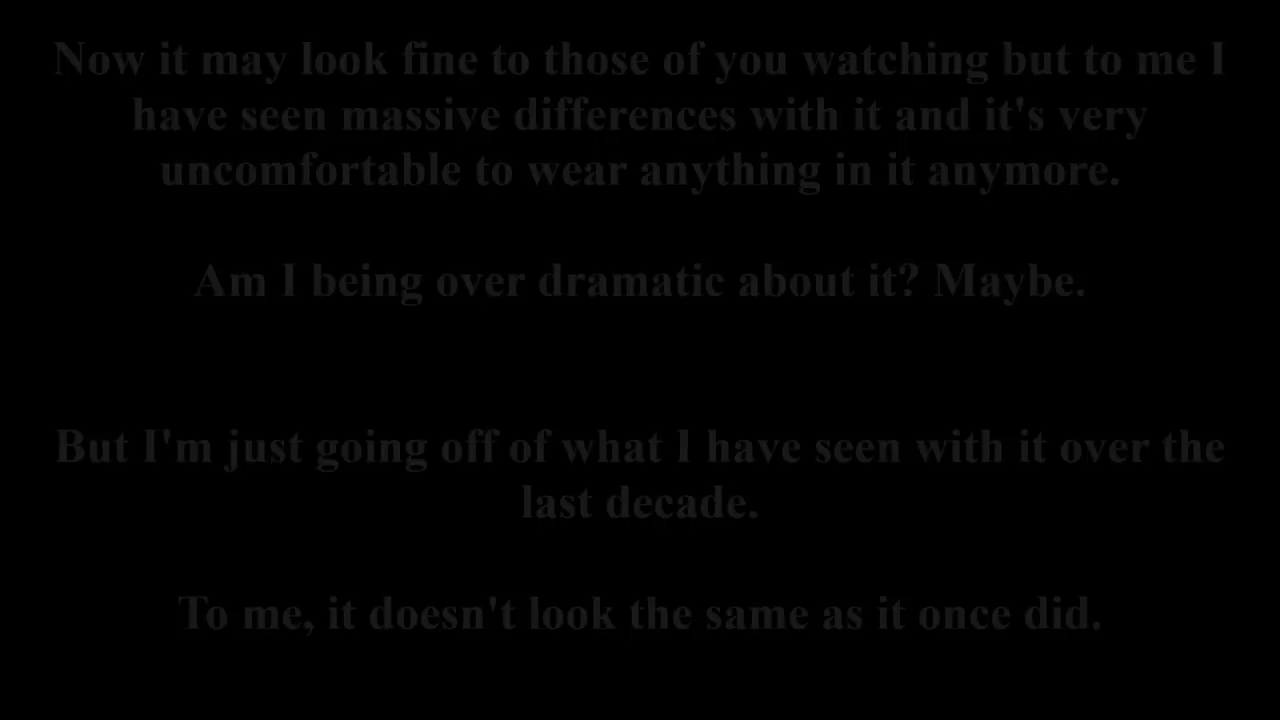 Now it may look fine to those of you watching but to me I
have seen massive differences with it and it's very
uncomfortable to wear anything in it anymore.
Am I being over dramatic about it? Maybe.
But I'm just going off of what I have seen with it over the
last decade.
To me, it doesn't look the same as it once did.